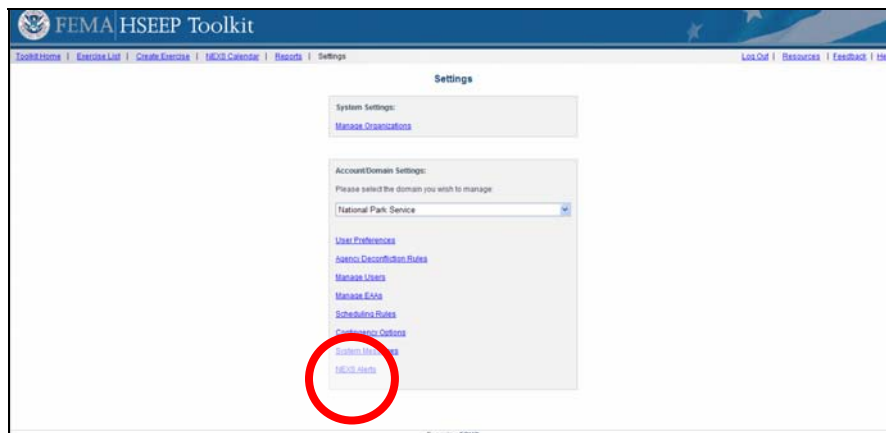 FEMA HSEEP Toolkit
Toolkit Home | Exercise List | Create Exercise | NEXS Calendar | Reports | Settings
Log Out | Resources | Feedback | He
Settings
System Settings:
Manage Organizations
Account/Domain Settings:
Please select the domain you wish to manage
National Park Service
User Preferences
Agency Deconfliction Rules
Manage Users
Manage EAAs
Scheduling Rules
Contingency Options
System Messages
NEXS Alerts